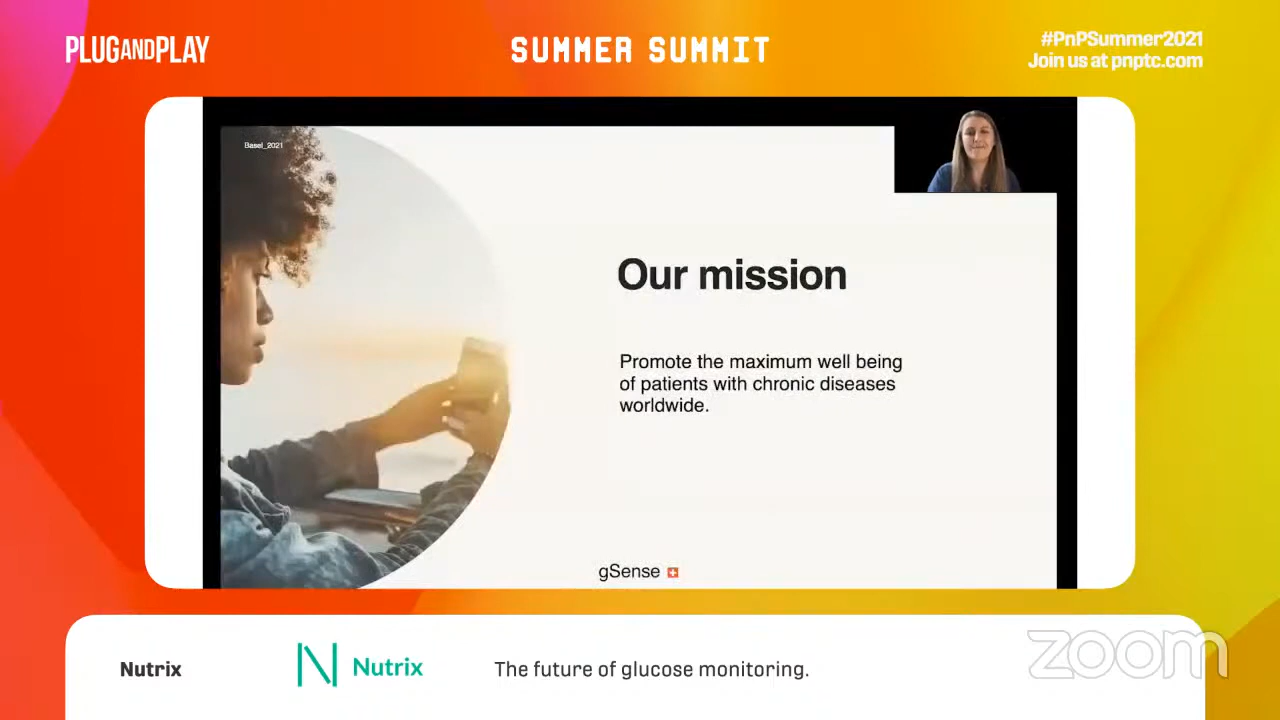 PLUGANDPLAY
SUMMER SUMMIT
#PnPSummer2021
Join us at pnptc.com
Basel_2021
Our mission
Promote the maximum well being
of patients with chronic diseases
worldwide.
gSense
Nutrix
N Nutrix
The future of glucose monitoring.
zoom